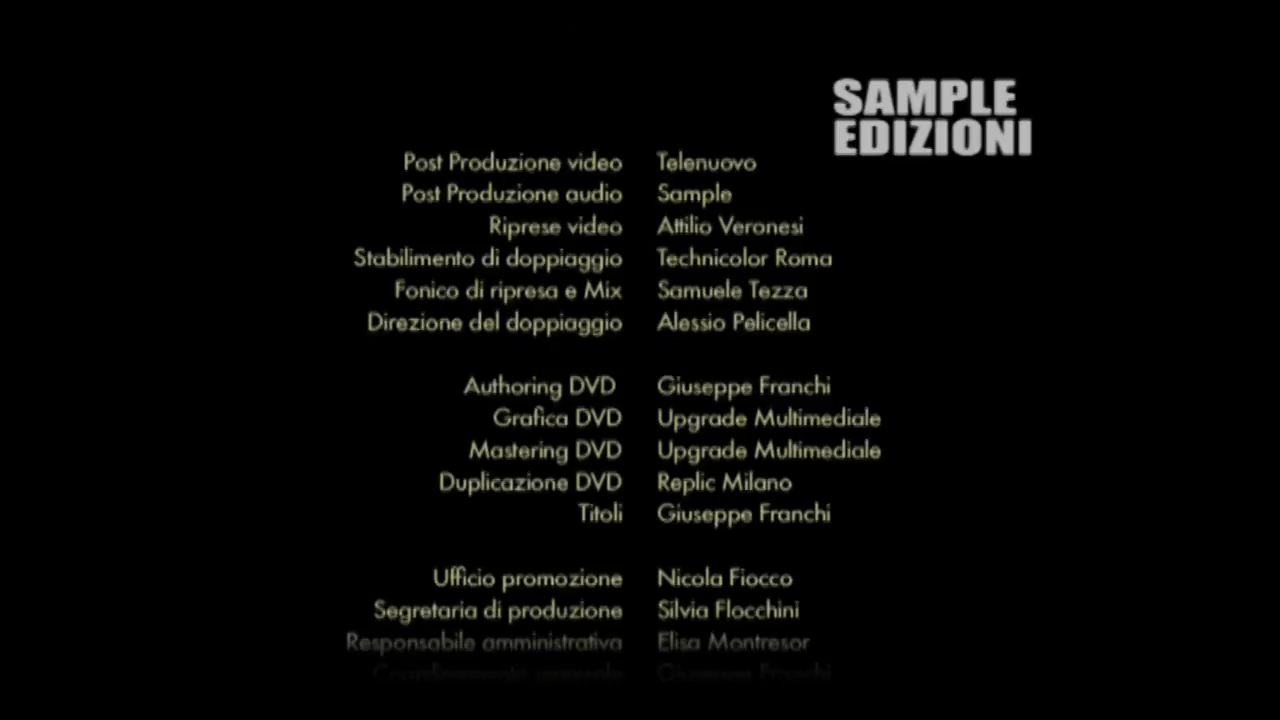 SAMPLE
EDIZIONI
Post Produzione video Telenuovo
Post Produzione audio Sample
Riprese video Attilio Veronesi
Stabilimento di doppiaggio Technicolor Roma
Fonico di ripresa e Mix Samuele Tezza
Direzione del doppiaggio Alessio Pelicella
Authoring DVD Giuseppe Franchi
Grafica DVD Upgrade Multimediale
Mastering DVD Upgrade Multimediale
Duplicazione DVD Replic Milano
Titoli Giuseppe Franchi
Ufficio promozione Nicola Fiocco
Segretaria di produzione Silvia Flocchini
Responsabile amministrativa Elisa Montresor
Giuseppe Franchi